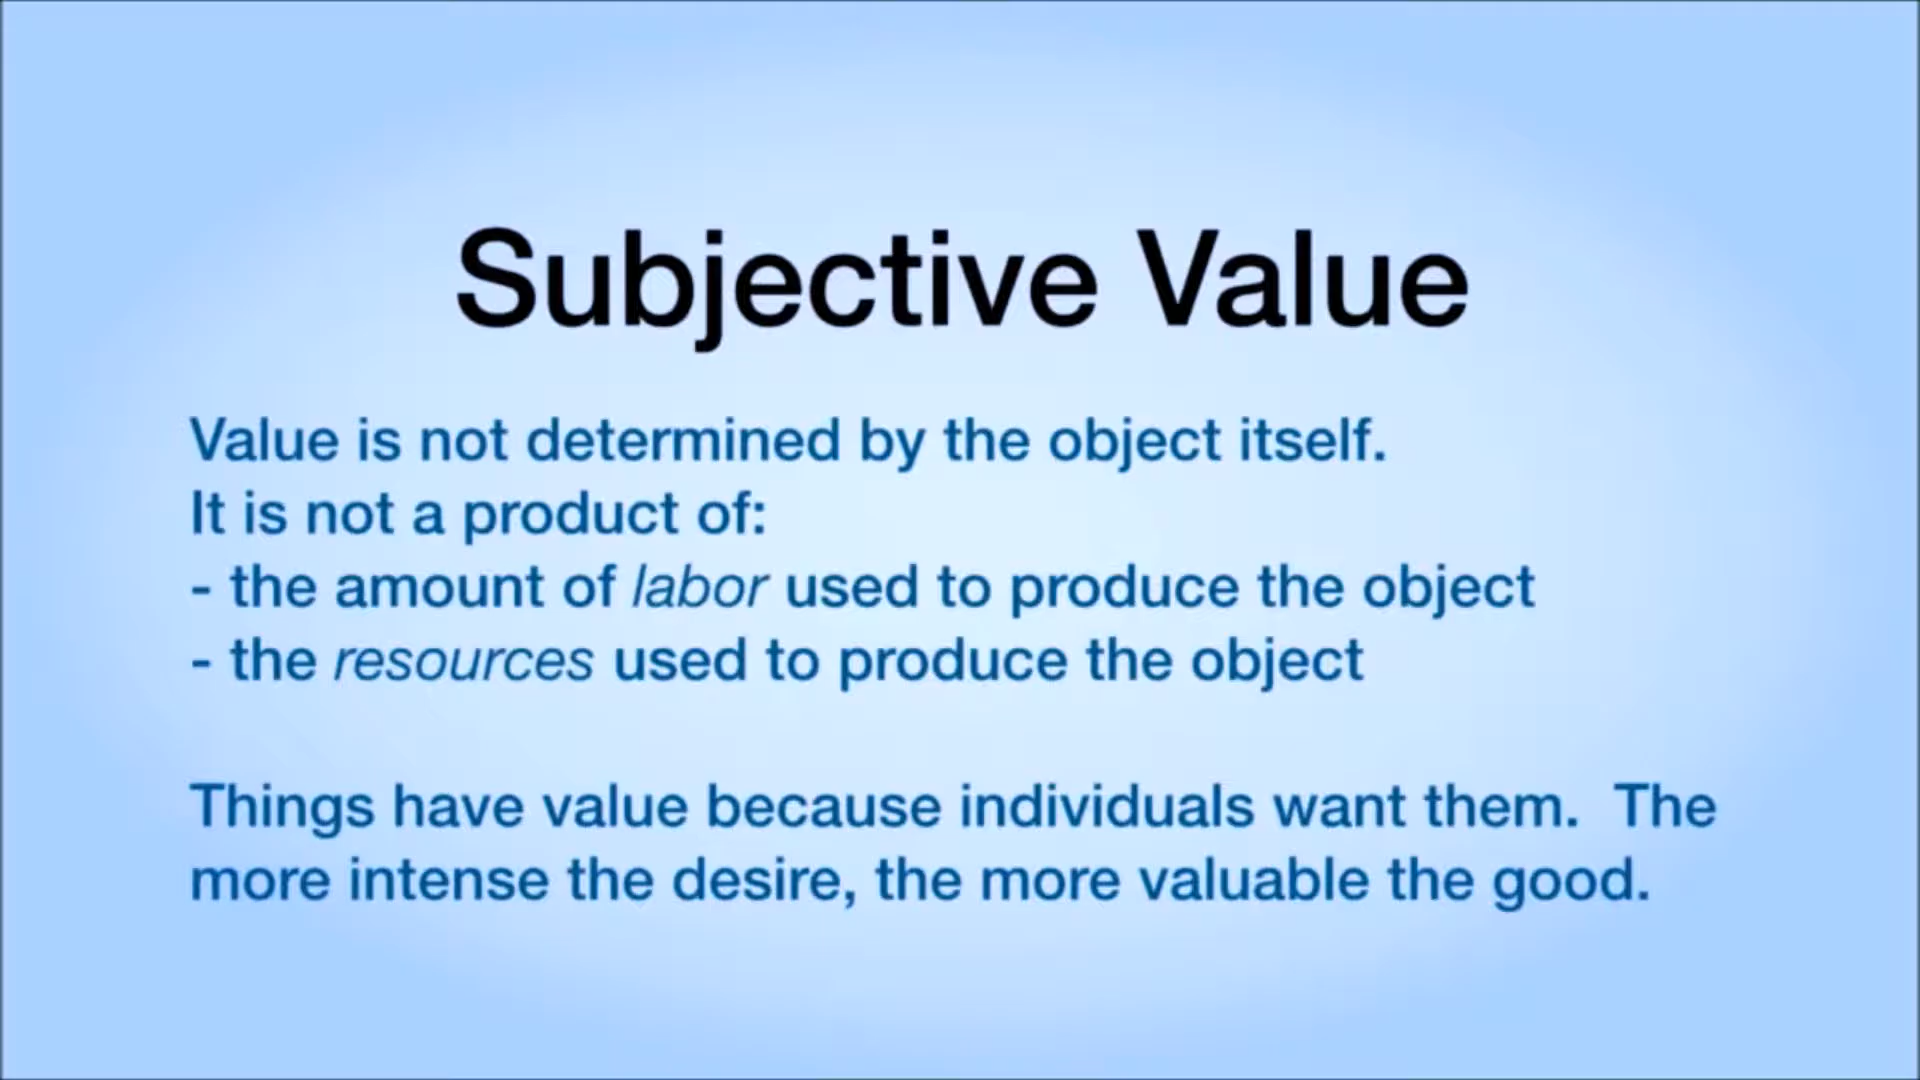 Subjective Value
Value is not determined by the object itself.
It is not a product of:
- the amount of labor used to produce the object
- the resources used to produce the object
Things have value because individuals want them.  The
more intense the desire, the more valuable the good.